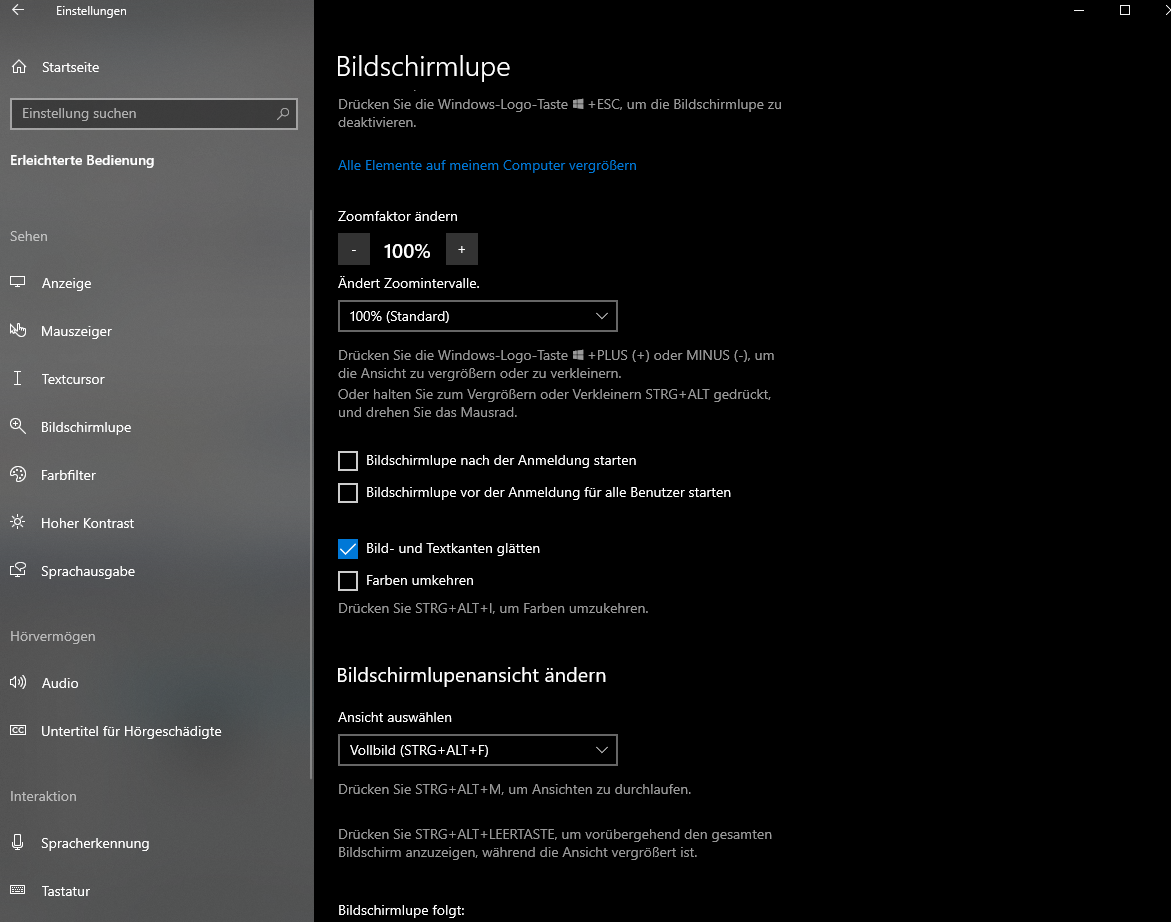 Einstellungen
Startseite
Einstellung suchen
Erleichterte Bedienung
Sehen
Anzeige
Mauszeiger
Textcursor
Bildschirmlupe
Farbfilter
Hoher Kontrast
Sprachausgabe
Hörvermögen
Audio
Untertitel für Hörgeschädigte
Interaktion
Spracherkennung
Tastatur
Bildschirmlupe
Drücken Sie die Windows-Logo-Taste +ESC, um die Bildschirmlupe zu
deaktivieren.
Alle Elemente auf meinem Computer vergrößern
Zoomfaktor ändern
- 100% +
Ändert Zoomintervalle.
100% (Standard)
Drücken Sie die Windows-Logo-Taste +PLUS (+) oder MINUS (-), um
die Ansicht zu vergrößern oder zu verkleinern.
Oder halten Sie zum Vergrößern oder Verkleinern STRG+ALT gedrückt,
und drehen Sie das Mausrad.
Bildschirmlupe nach der Anmeldung starten
Bildschirmlupe vor der Anmeldung für alle Benutzer starten
Bild- und Textkanten glätten
Farben umkehren
Drücken Sie STRG+ALT+I, um Farben umzukehren.
Bildschirmlupenansicht ändern
Ansicht auswählen
Vollbild (STRG+ALT+F)
Drücken Sie STRG+ALT+M, um Ansichten zu durchlaufen.
Drücken Sie STRG+ALT+LEERTASTE, um vorübergehend den gesamten
Bildschirm anzuzeigen, während die Ansicht vergrößert ist.
Bildschirmlupe folgt: